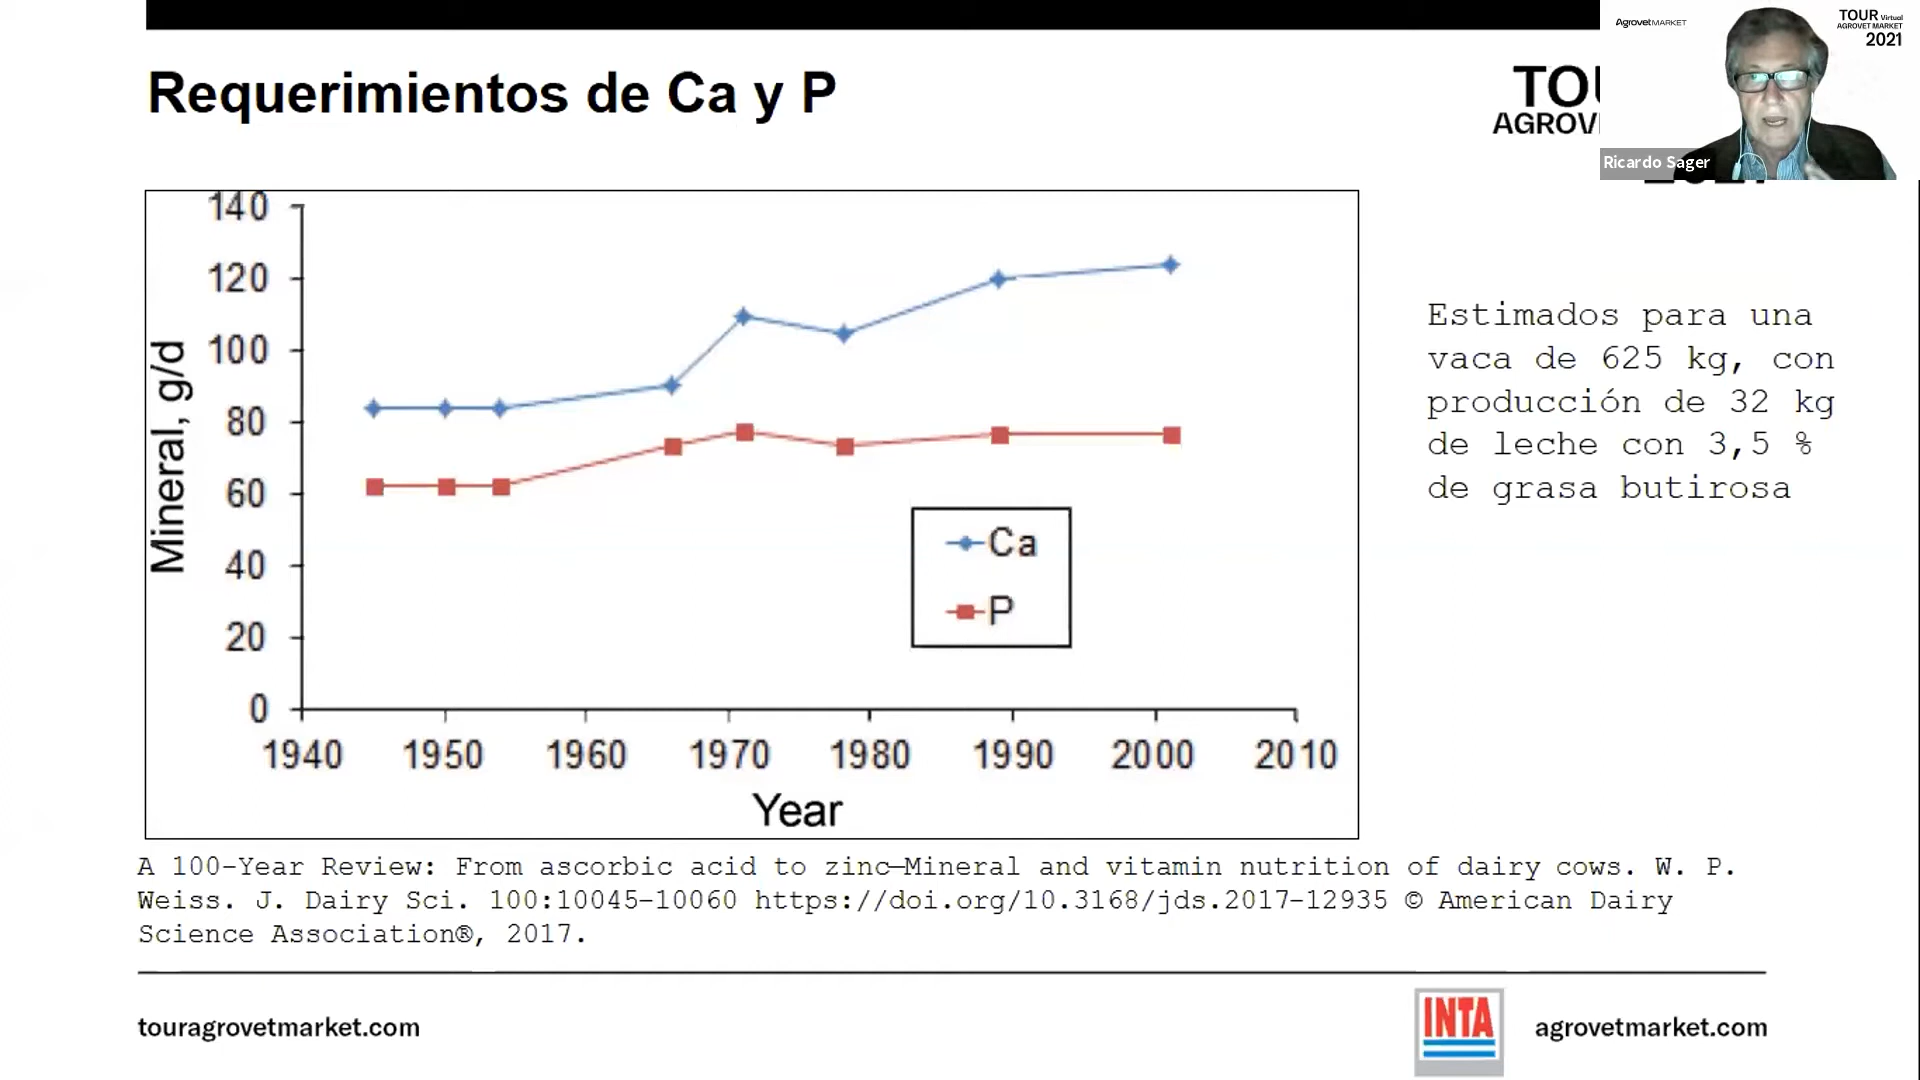 AgrovetMARKET
TOUR Virtual
AGROVET MARKET
2021
Requerimientos de Ca y P
TOU
AGROV
Ricardo Sager
140
120
100
80
60
40
20
0
Mineral, g/d
Ca
P
1940 1950 1960 1970 1980 1990 2000 2010
Year
Estimados para una
vaca de 625 kg, con
producción de 32 kg
de leche con 3,5 %
de grasa butirosa
A 100-Year Review: From ascorbic acid to zinc—Mineral and vitamin nutrition of dairy cows. W. P.
Weiss. J. Dairy Sci. 100:10045-10060 https://doi.org/10.3168/jds.2017-12935 © American Dairy
Science Association®, 2017.
touragrovetmarket.com
INTA
agrovetmarket.com